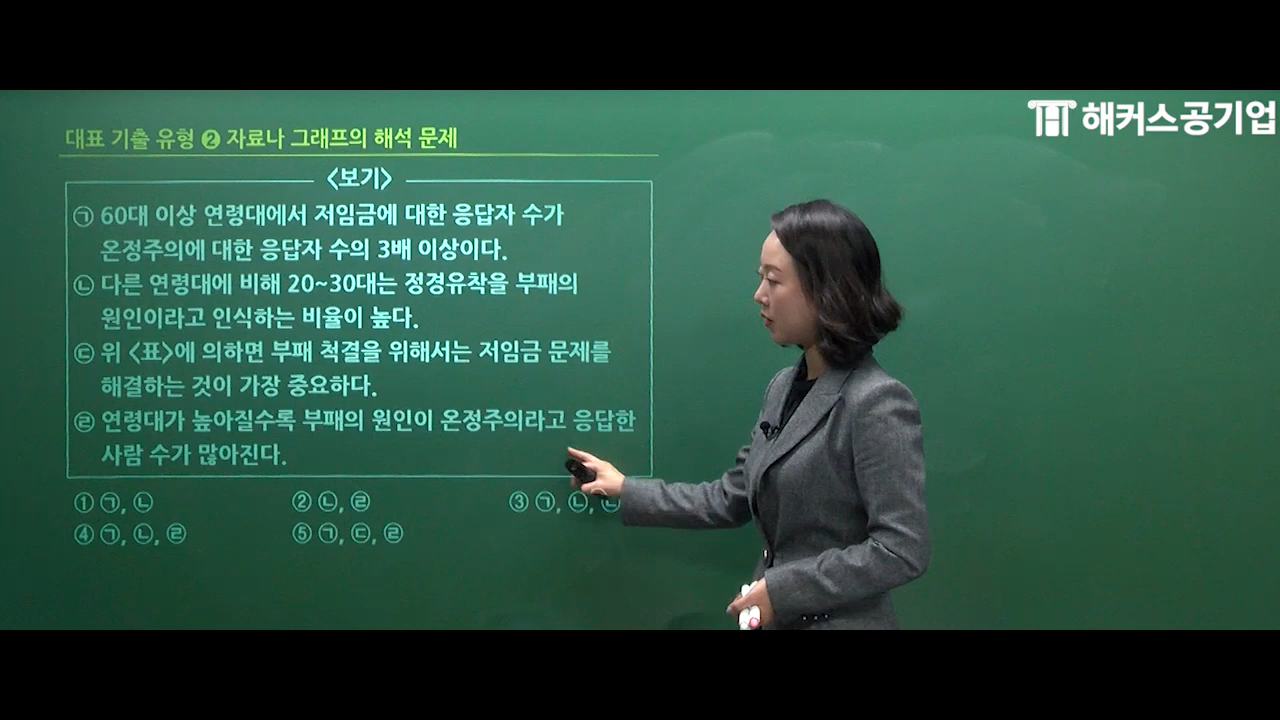 해커스공기업
대표 기출 유형 ❷ 자료나 그래프의 해석 문제
<보기>
㉠ 60대 이상 연령대에서 저임금에 대한 응답자 수가
온정주의에 대한 응답자 수의 3배 이상이다.
㉡ 다른 연령대에 비해 20~30대는 정경유착을 부패의
원인이라고 인식하는 비율이 높다.
㉢ 위 <표>에 의하면 부패 척결을 위해서는 저임금 문제를
해결하는 것이 가장 중요하다.
㉣ 연령대가 높아질수록 부패의 원인이 온정주의라고 응답한
사람 수가 많아진다.
① ㉠, ㉡ ② ㉡, ㉣ ③ ㉠, ㉡,
④ ㉠, ㉡, ㉣ ⑤ ㉠, ㉢, ㉣